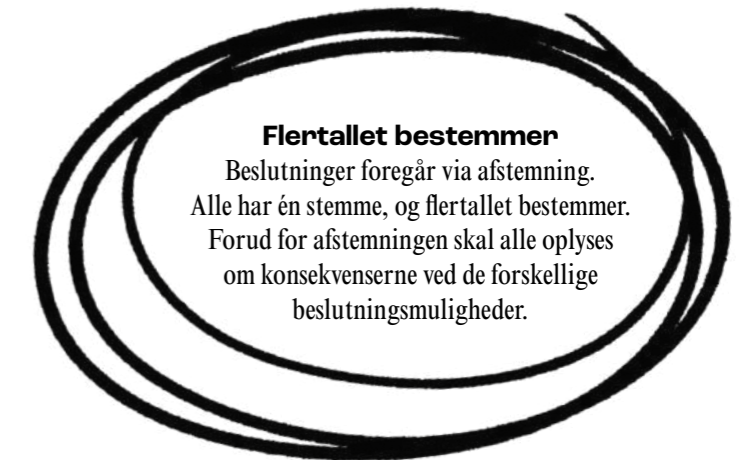 Flertallet bestemmer
Beslutninger foregår via afstemning.
Alle har én stemme, og flertallet bestemmer.
Forud for afstemningen skal alle oplyses
om konsekvenserne ved de forskellige
beslutningsmuligheder.